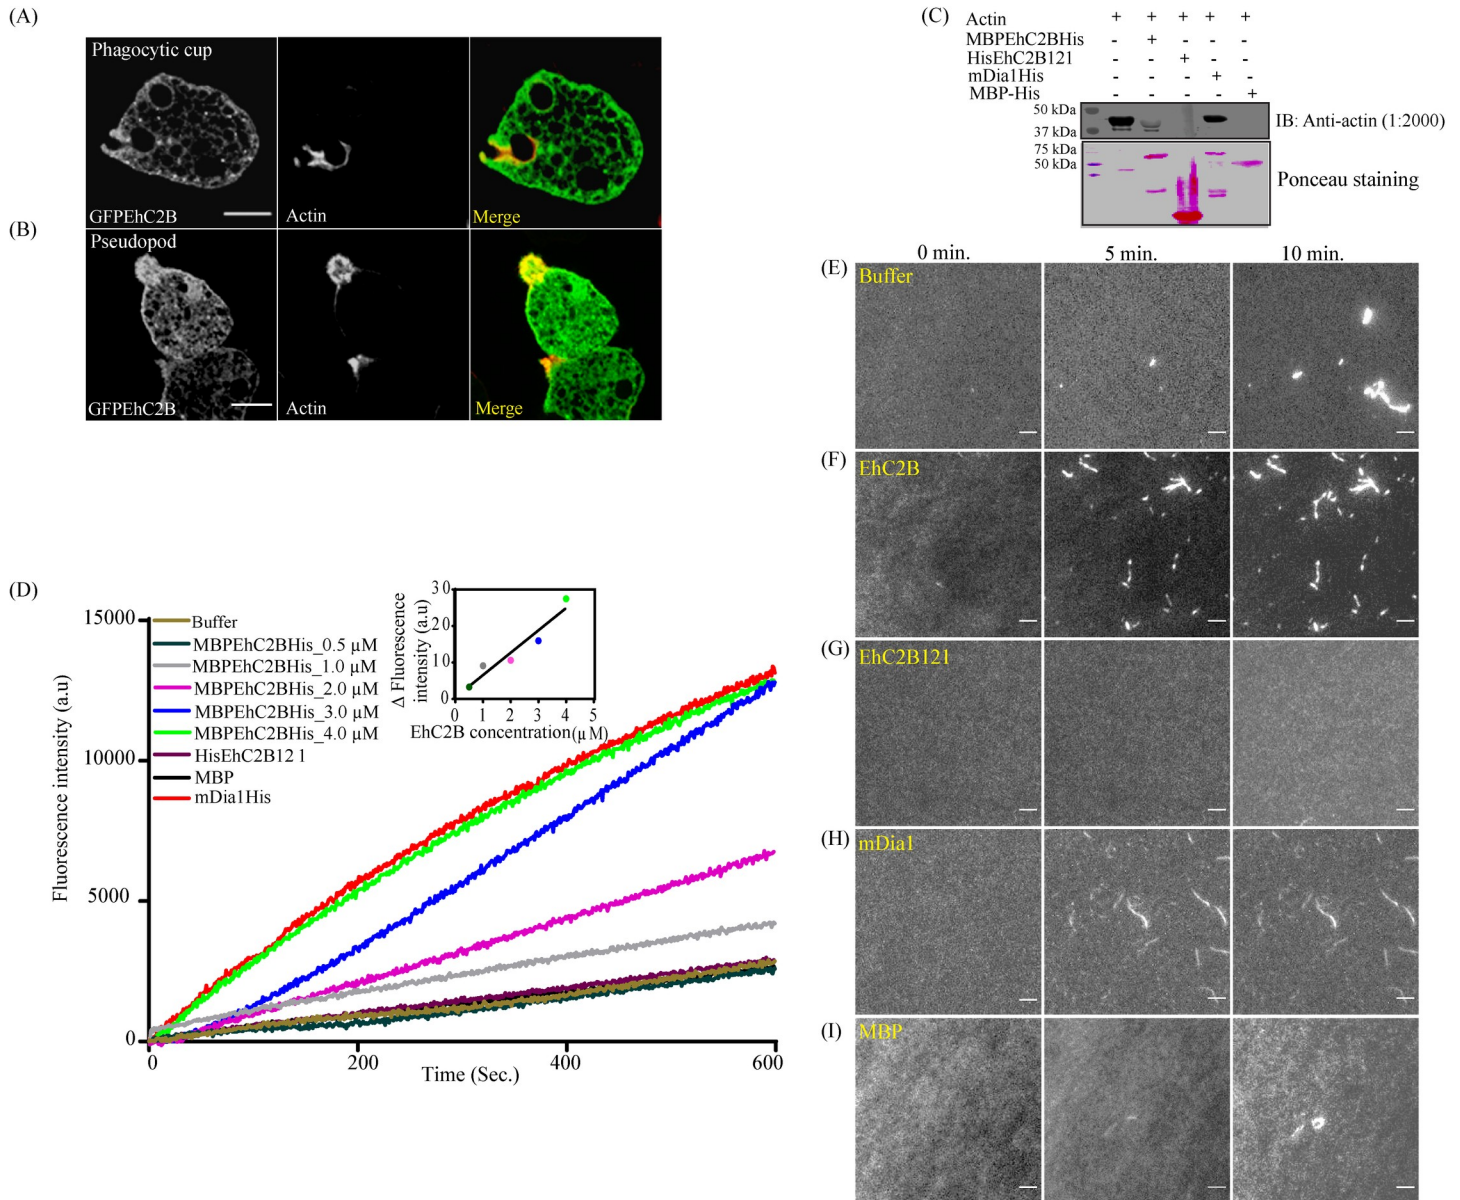 (A)
Phagocytic cup
GFPEhC2B
Actin
Merge
(B)
Pseudopod
GFPEhC2B
Actin
Merge
(C)
Actin + + + + +
MBPEhC2BHis - + - - -
HisEhC2B121 - - + - -
mDia1His - - - + -
MBP-His - - - - +
50 kDa
37 kDa
IB: Anti-actin (1:2000)
75 kDa
50 kDa
Ponceau staining
(D)
Fluorescence intensity (a.u)
15000
10000
5000
0
0 200 400 600
Time (Sec.)
Buffer
MBPEhC2BHis_0.5 µM
MBPEhC2BHis_1.0 µM
MBPEhC2BHis_2.0 µM
MBPEhC2BHis_3.0 µM
MBPEhC2BHis_4.0 µM
HisEhC2B12 1
MBP
mDia1His
Δ Fluorescence
intensity (a.u)
30
20
10
0
0 1 2 3 4 5
EhC2B concentration(µM)
0 min. 5 min. 10 min.
(E)
Buffer
(F)
EhC2B
(G)
EhC2B121
(H)
mDia1
(I)
MBP